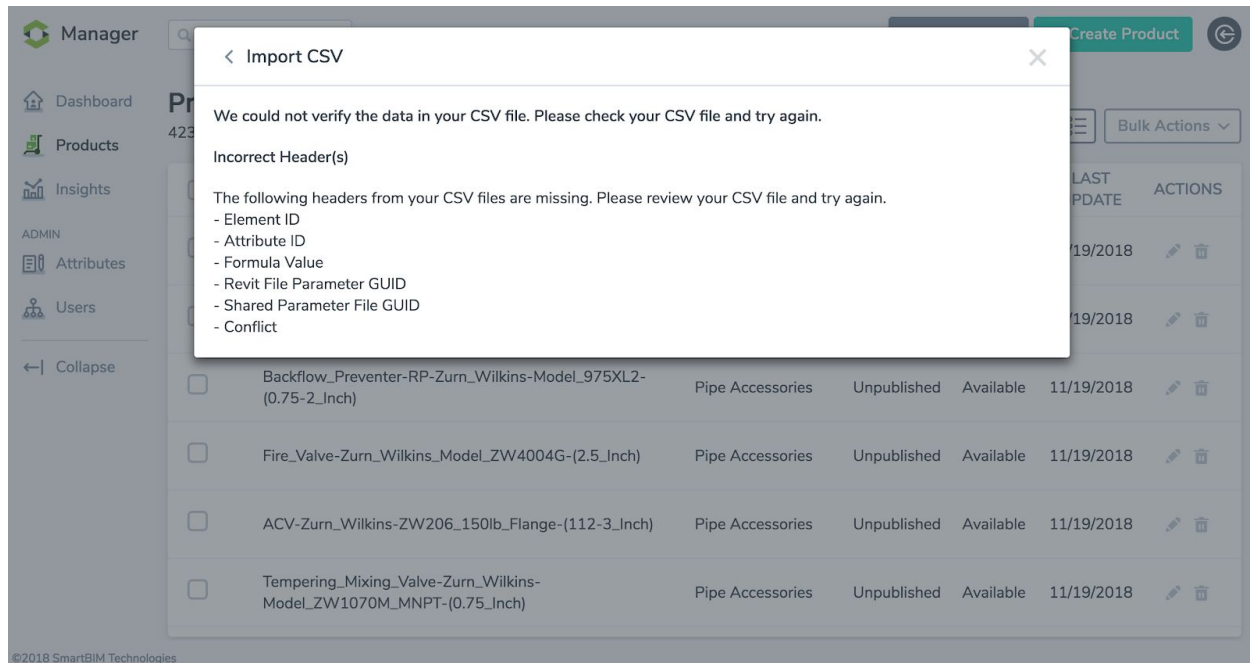 Manager
Create Product
Import CSV
We could not verify the data in your CSV file. Please check your CSV file and try again.
Incorrect Header(s)
The following headers from your CSV files are missing. Please review your CSV file and try again.
- Element ID
- Attribute ID
- Formula Value
- Revit File Parameter GUID
- Shared Parameter File GUID
- Conflict
Dashboard
Products
Insights
ADMIN
Attributes
Users
Collapse
Pr
423
Bulk Actions
LAST
PDATE
ACTIONS
/19/2018
/19/2018
Backflow_Preventer-RP-Zurn_Wilkins-Model_975XL2-
(0.75-2_Inch)
Pipe Accessories
Unpublished
Available
11/19/2018
Fire_Valve-Zurn_Wilkins_Model_ZW4004G-(2.5_Inch)
Pipe Accessories
Unpublished
Available
11/19/2018
ACV-Zurn_Wilkins-ZW206_150lb_Flange-(112-3_Inch)
Pipe Accessories
Unpublished
Available
11/19/2018
Tempering_Mixing_Valve-Zurn_Wilkins-
Model_ZW1070M_MNPT-(0.75_Inch)
Pipe Accessories
Unpublished
Available
11/19/2018
©2018 SmartBIM Technologies